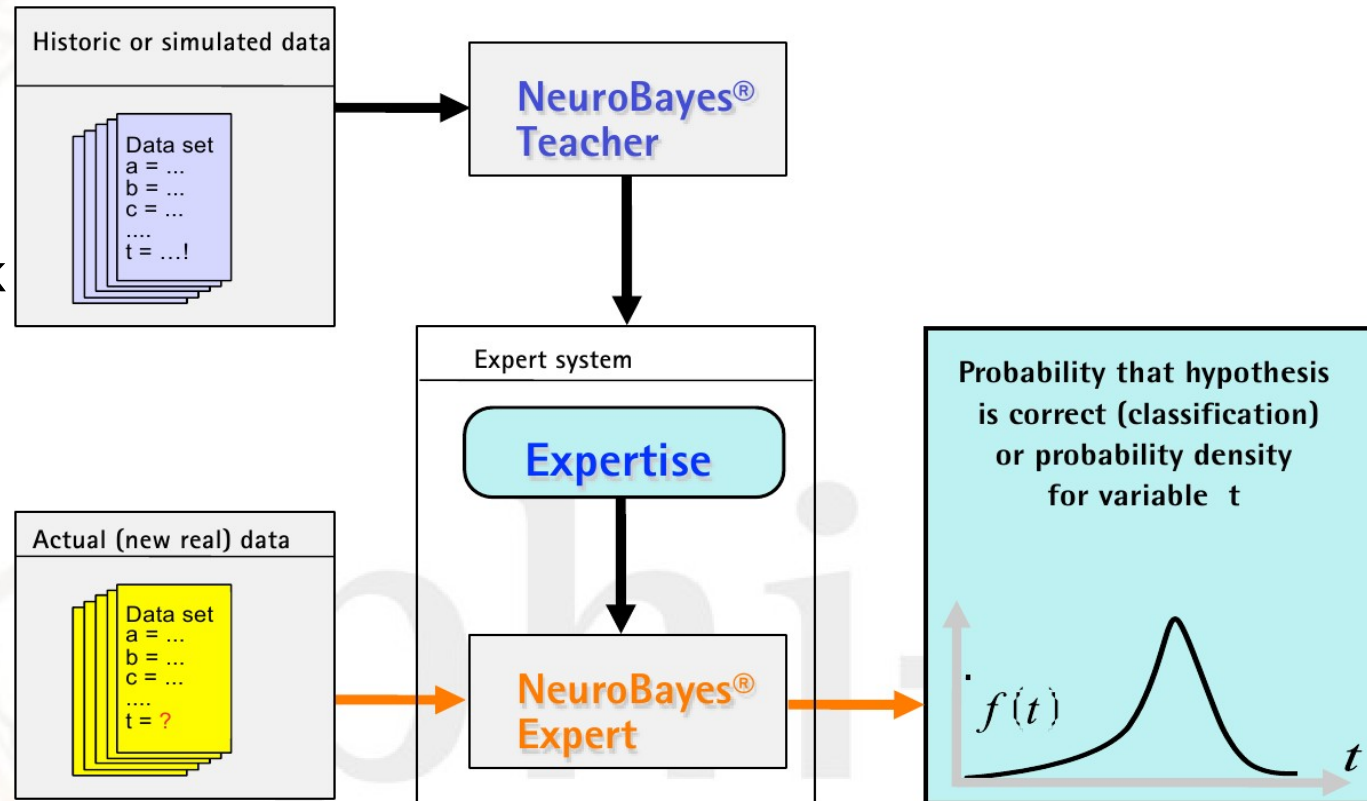 Historic or simulated data
Data set
a = ...
b = ...
c = ...
....
t = ...!
NeuroBayes®
Teacher
Expert system
Expertise
Probability that hypothesis
is correct (classification)
or probability density
for variable t
Actual (new real) data
Data set
a = ...
b = ...
c = ...
....
t = ?
NeuroBayes®
Expert
f(t)
t